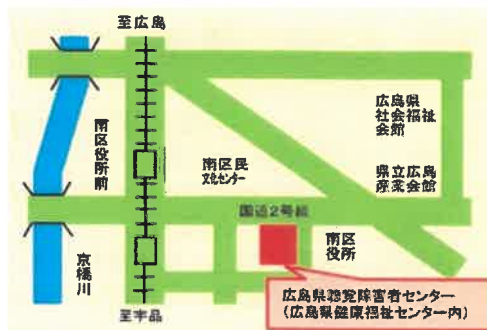 至広島
広島県
社会福祉
会館
南区役所前
南区民
文化センター
県立広島
産業会館
国道2号線
南区
役所
京橋川
至宇品
広島県聴覚障害者センター
(広島県健康福祉センター内)